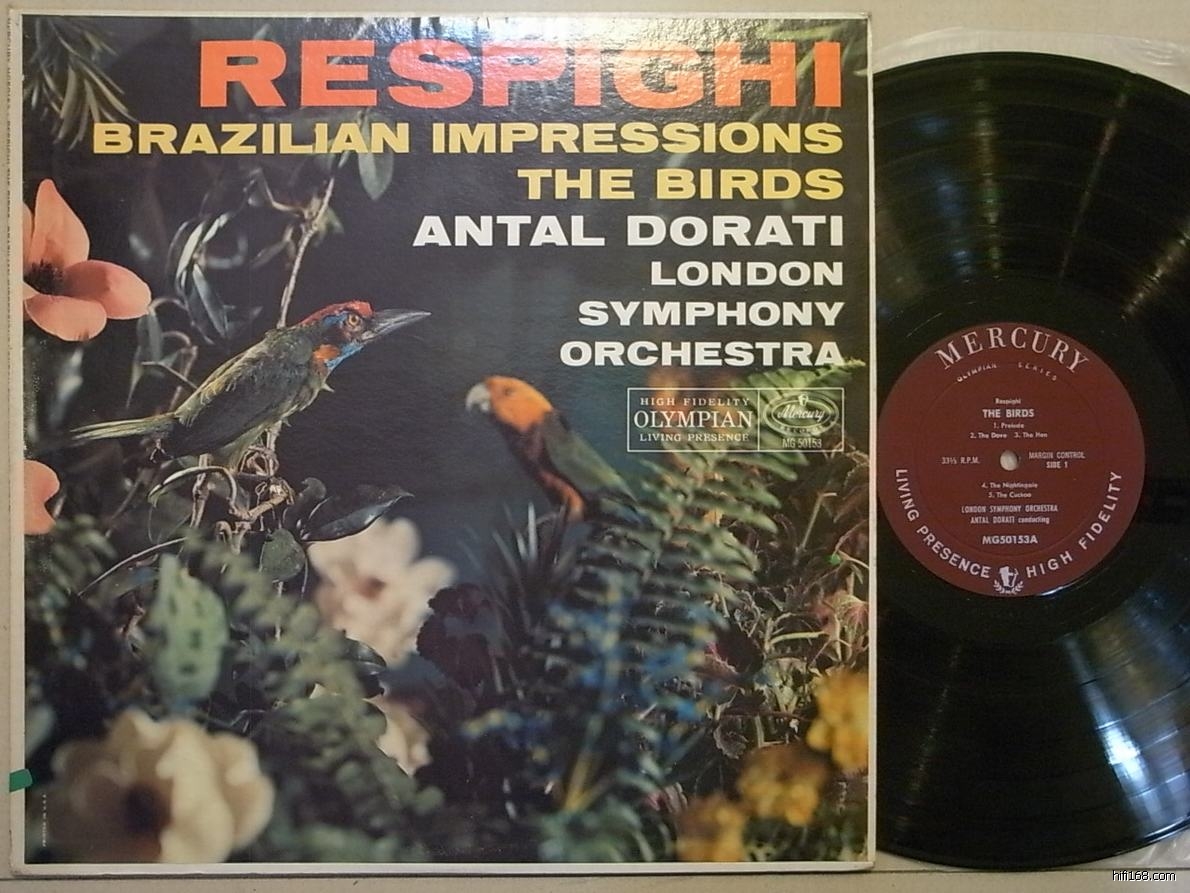 RESPIGHI
BRAZILIAN IMPRESSIONS
THE BIRDS
ANTAL DORATI
LONDON
SYMPHONY
ORCHESTRA
HIGH FIDELITY
OLYMPIAN
LIVING PRESENCE
Mercury
RECORDS
MG 50153
MERCURY
OLYMPIAN SERIES
Respighi
THE BIRDS
1. Prelude
2. The Dove 3. The Hen
33⅓ R.P.M.
MARGIN CONTROL
SIDE 1
4. The Nightingale
5. The Cuckoo
LONDON SYMPHONY ORCHESTRA
ANTAL DORATI conducting
MG50153A
LIVING PRESENCE HIGH FIDELITY
PRINTED IN U.S.A.
hifi168.com